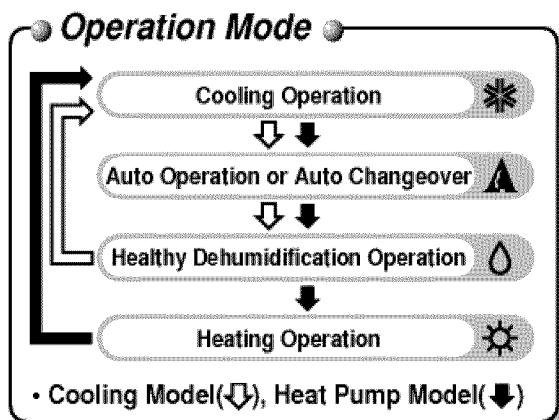 Operation Mode
Cooling Operation
Auto Operation or Auto Changeover
Healthy Dehumidification Operation
Heating Operation
• Cooling Model(⇩), Heat Pump Model(⬇)